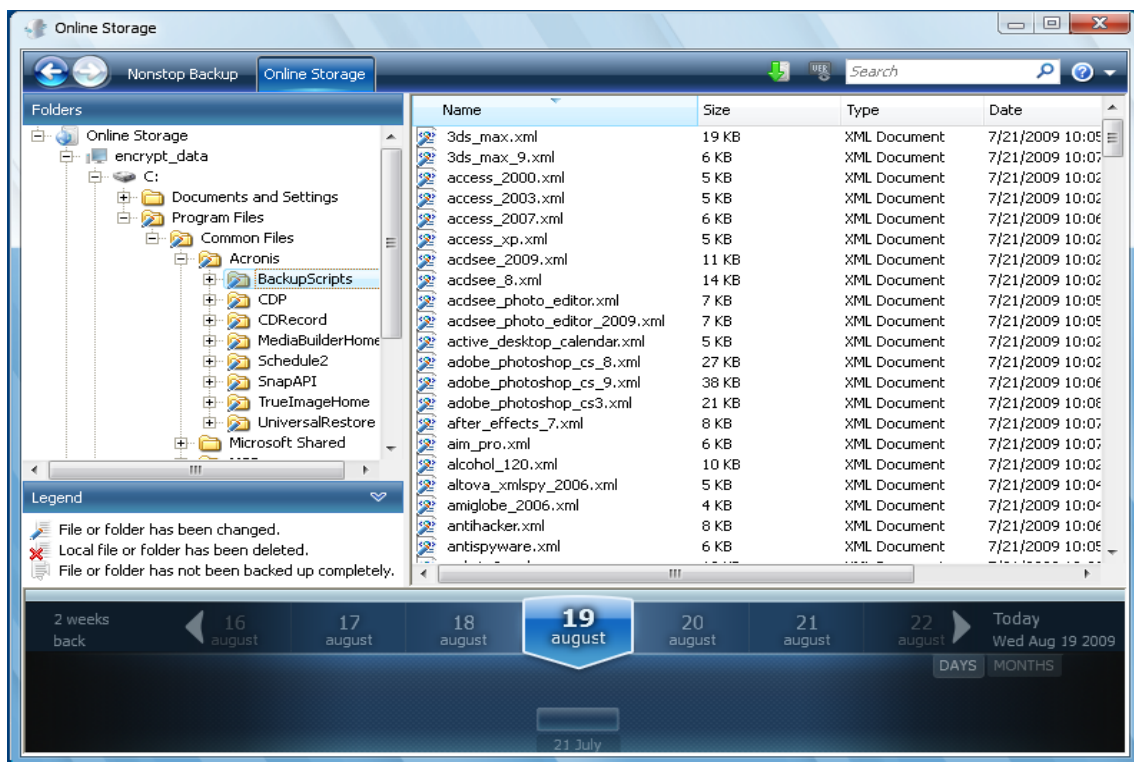 Online Storage
Nonstop Backup Online Storage VER Search
Folders
Online Storage
encrypt_data
C:
Documents and Settings
Program Files
Common Files
Acronis
BackupScripts
CDP
CDRecord
MediaBuilderHome
Schedule2
SnapAPI
TrueImageHome
UniversalRestore
Microsoft Shared
Name Size Type Date
3ds_max.xml 19 KB XML Document 7/21/2009 10:05
3ds_max_9.xml 6 KB XML Document 7/21/2009 10:07
access_2000.xml 5 KB XML Document 7/21/2009 10:02
access_2003.xml 5 KB XML Document 7/21/2009 10:02
access_2007.xml 6 KB XML Document 7/21/2009 10:06
access_xp.xml 5 KB XML Document 7/21/2009 10:02
acdsee_2009.xml 11 KB XML Document 7/21/2009 10:02
acdsee_8.xml 14 KB XML Document 7/21/2009 10:02
acdsee_photo_editor.xml 7 KB XML Document 7/21/2009 10:05
acdsee_photo_editor_2009.xml 7 KB XML Document 7/21/2009 10:05
active_desktop_calendar.xml 5 KB XML Document 7/21/2009 10:02
adobe_photoshop_cs_8.xml 27 KB XML Document 7/21/2009 10:02
adobe_photoshop_cs_9.xml 38 KB XML Document 7/21/2009 10:06
adobe_photoshop_cs3.xml 21 KB XML Document 7/21/2009 10:08
after_effects_7.xml 8 KB XML Document 7/21/2009 10:07
aim_pro.xml 6 KB XML Document 7/21/2009 10:07
alcohol_120.xml 10 KB XML Document 7/21/2009 10:02
altova_xmlspy_2006.xml 5 KB XML Document 7/21/2009 10:04
amiglobe_2006.xml 4 KB XML Document 7/21/2009 10:04
antihacker.xml 8 KB XML Document 7/21/2009 10:06
antispyware.xml 6 KB XML Document 7/21/2009 10:05
Legend
File or folder has been changed.
Local file or folder has been deleted.
File or folder has not been backed up completely.
2 weeks
back
16
august
17
august
18
august
19
august
20
august
21
august
22
august
Today
Wed Aug 19 2009
DAYS MONTHS
21 July